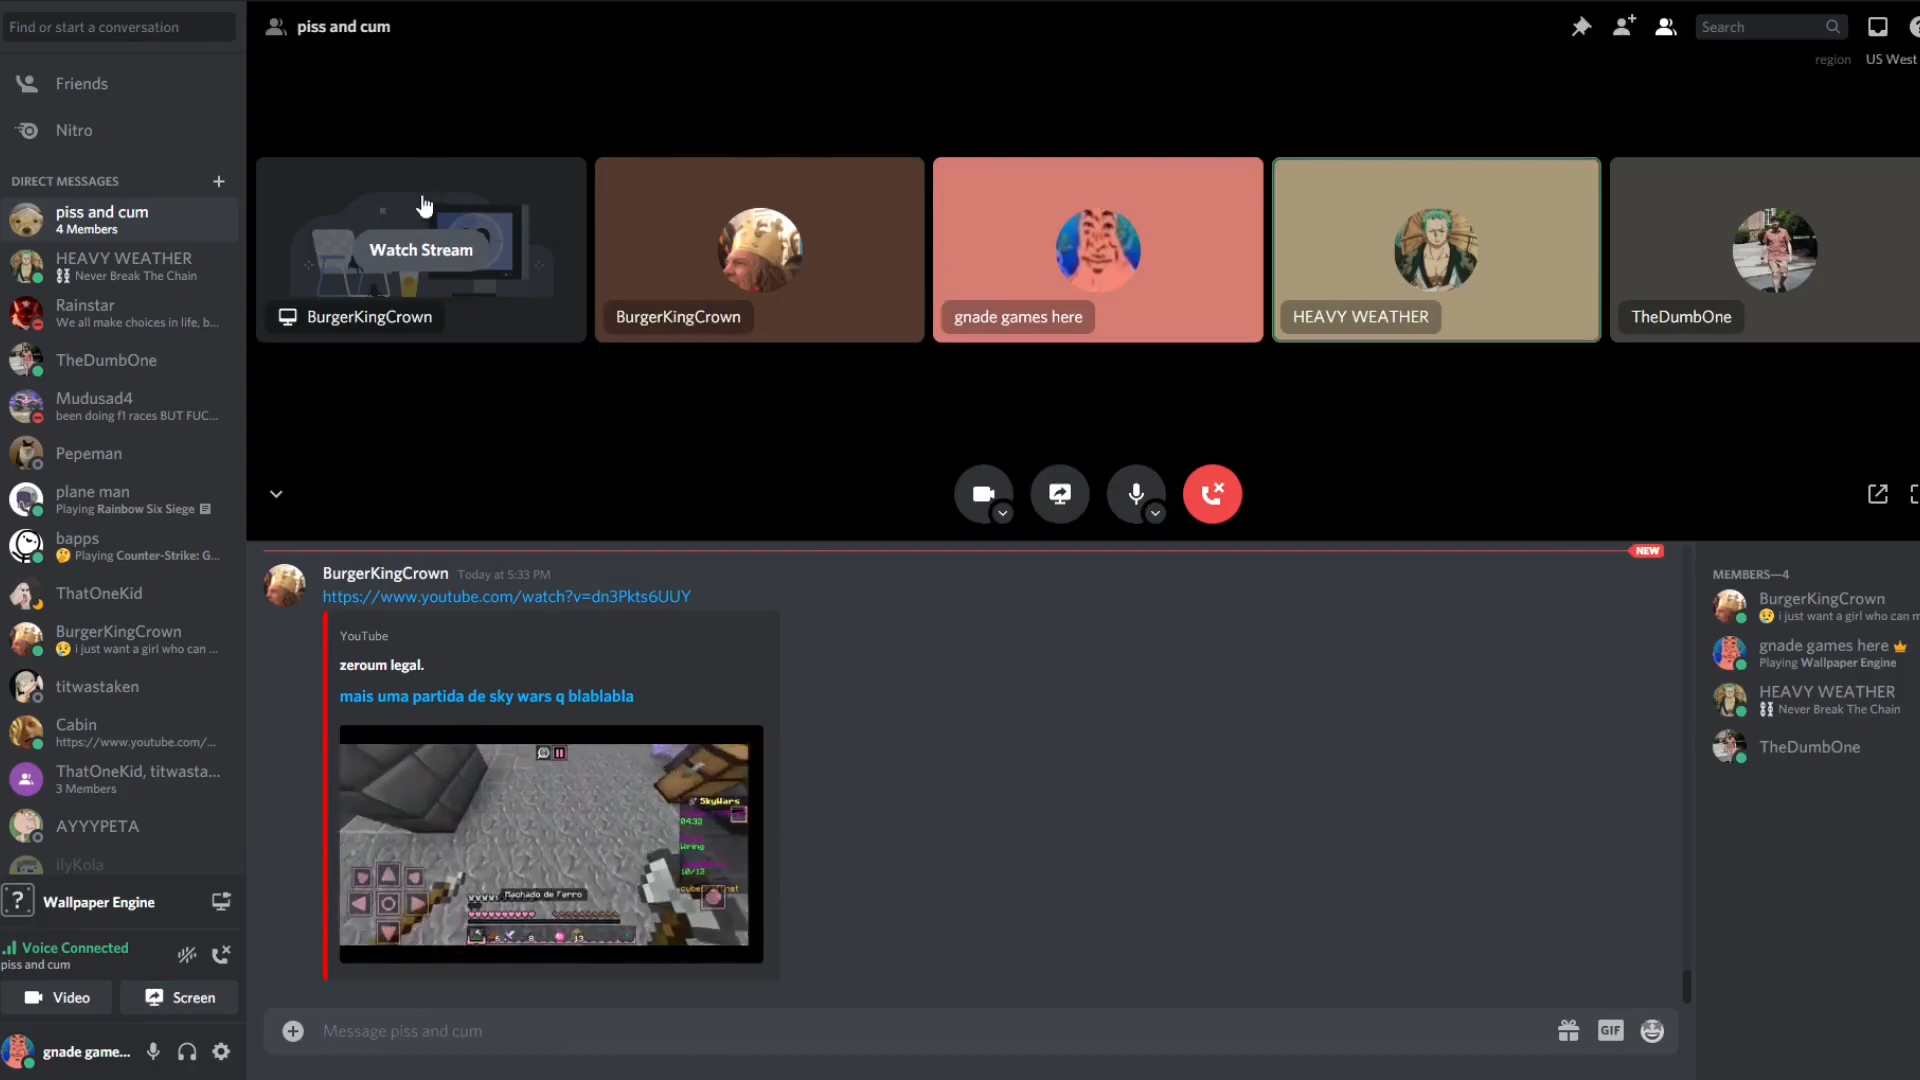 Find or start a conversation
Friends
Nitro
DIRECT MESSAGES
piss and cum
4 Members
HEAVY WEATHER
Never Break The Chain
Rainstar
We all make choices in life, b...
TheDumbOne
Mudusad4
been doing f1 races BUT FUC...
Pepeman
plane man
Playing Rainbow Six Siege
bapps
Playing Counter-Strike: G...
ThatOneKid
BurgerKingCrown
i just want a girl who can ...
titwastaken
Cabin
https://www.youtube.com/...
ThatOneKid, titwasta...
3 Members
AYYYPETA
ilyKola
Wallpaper Engine
Voice Connected
piss and cum
Video
Screen
gnade game...
piss and cum
Search
region
US West
Watch Stream
BurgerKingCrown
BurgerKingCrown
gnade games here
HEAVY WEATHER
TheDumbOne
NEW
BurgerKingCrown Today at 5:33 PM
https://www.youtube.com/watch?v=dn3Pkts6UUY
YouTube
zeroum legal.
mais uma partida de sky wars q blablabla
SkyWars
04:32
10/12
Machado de Ferro
Message piss and cum
GIF
MEMBERS—4
BurgerKingCrown
i just want a girl who can m
gnade games here
Playing Wallpaper Engine
HEAVY WEATHER
Never Break The Chain
TheDumbOne